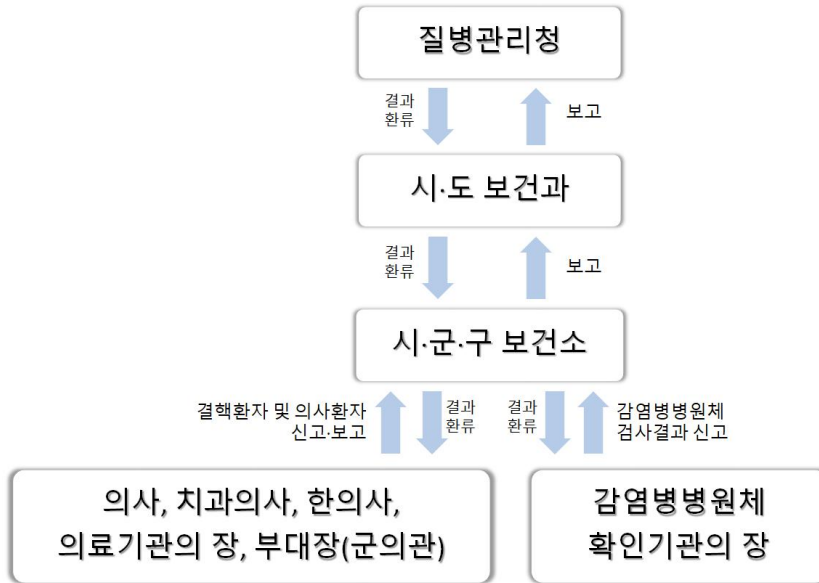 질병관리청
결과
환류
보고
시·도 보건과
결과
환류
보고
시·군·구 보건소
결핵환자 및 의사환자
신고·보고
결과
환류
결과
환류
감염병병원체
검사결과 신고
의사, 치과의사, 한의사,
의료기관의 장, 부대장(군의관)
감염병병원체
확인기관의 장